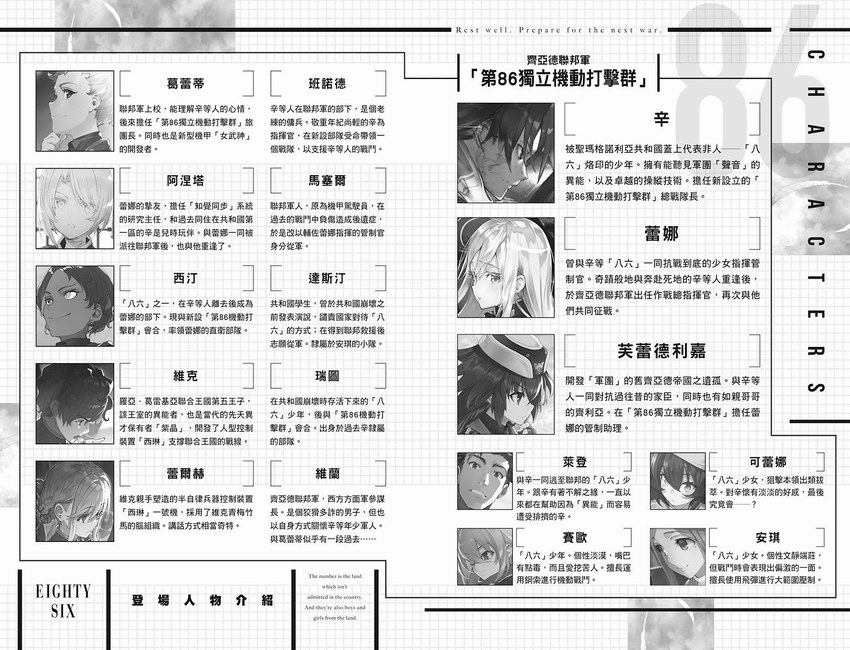 Rest well. Prepare for the next war.
86
CHARACTERS
齊亞德聯邦軍
「第86獨立機動打擊群」
辛
被聖瑪格諾利亞共和國蓋上代表非人──「八
六」烙印的少年。擁有能聽見軍團「聲音」的
異能，以及卓越的操縱技術。擔任新設立的「
第86獨立機動打擊群」總戰隊長。
蕾娜
曾與辛等「八六」一同抗戰到底的少女指揮管
制官。奇蹟般地與奔赴死地的辛等人重逢後，
於齊亞德聯邦軍出任作戰總指揮官，再次與他
們共同征戰。
芙蕾德利嘉
開發「軍團」的舊齊亞德帝國之遺孤。與辛等
人一同對抗過往昔的家臣，同時也有如親哥哥
的齊利亞。在「第86獨立機動打擊群」擔任蕾
娜的管制助理。
萊登
與辛一同逃至聯邦的「八六」少
年。跟辛有著不解之緣，一直以
來都在幫助因為「異能」而容易
遭受排擠的辛。
可蕾娜
「八六」少女，狙擊本領出類拔
萃。對辛懷有淡淡的好感，最後
究竟會──？
賽歐
「八六」少年。個性淡漠，嘴巴
有點毒，而且愛挖苦人。擅長運
用鋼索進行機動戰鬥。
安琪
「八六」少女。個性文靜端莊，
但戰鬥時會表現出偏激的一面。
擅長使用飛彈進行大範圍壓制。
葛蕾蒂
聯邦軍上校，能理解辛等人的心情，
後來擔任「第86獨立機動打擊群」旅
團長。同時也是新型機甲「女武神」
的開發者。
班諾德
辛等人在聯邦軍的部下，是個老
練的傭兵。敬重年紀尚輕的辛為
指揮官，在新設部隊受命帶領一
個戰隊，以支援辛等人的戰鬥。
阿涅塔
蕾娜的摯友，擔任「知覺同步」系統
的研究主任，和過去同住在共和國第
一區的辛是兒時玩伴。與蕾娜一同被
派往聯邦軍後，也與他重逢了。
馬塞爾
聯邦軍人，原為機甲駕駛員，在
過去的戰鬥中負傷造成後遺症，
於是改以輔佐蕾娜指揮的管制官
身分從軍。
西汀
「八六」之一，在辛等人離去後成為
蕾娜的部下。現與新設「第86機動打
擊群」會合，率領蕾娜的直衛部隊。
達斯汀
共和國學生，曾於共和國崩壞之
前發表演說，譴責國家對待「八
六」的方式；在得到聯邦救援後
志願從軍。隸屬於安琪的小隊。
維克
羅亞・葛雷基亞聯合王國第五王子，
該王室的異能者，也是當代的先天異
才保有者「紫晶」，開發了人型控制
裝置「西琳」支撐聯合王國的戰線。
瑞圖
在共和國崩壞時存活下來的「八
六」少年，後與「第86機動打擊
群」會合。出身於過去辛隸屬
的部隊。
蕾爾赫
維克親手塑造的半自律兵器控制裝置
「西琳」一號機，採用了維克青梅竹
馬的腦組織。講話方式相當奇特。
維蘭
齊亞德聯邦軍，西方方面軍參謀
長。是個狡猾多詐的男子，但也
以自身方式關懷辛等年少軍人。
與葛蕾蒂似乎有一段過去……
EIGHTY
SIX
登場人物介紹
The number is the land
which isn't
admitted in the country.
And they're also boys and
girls from the land.